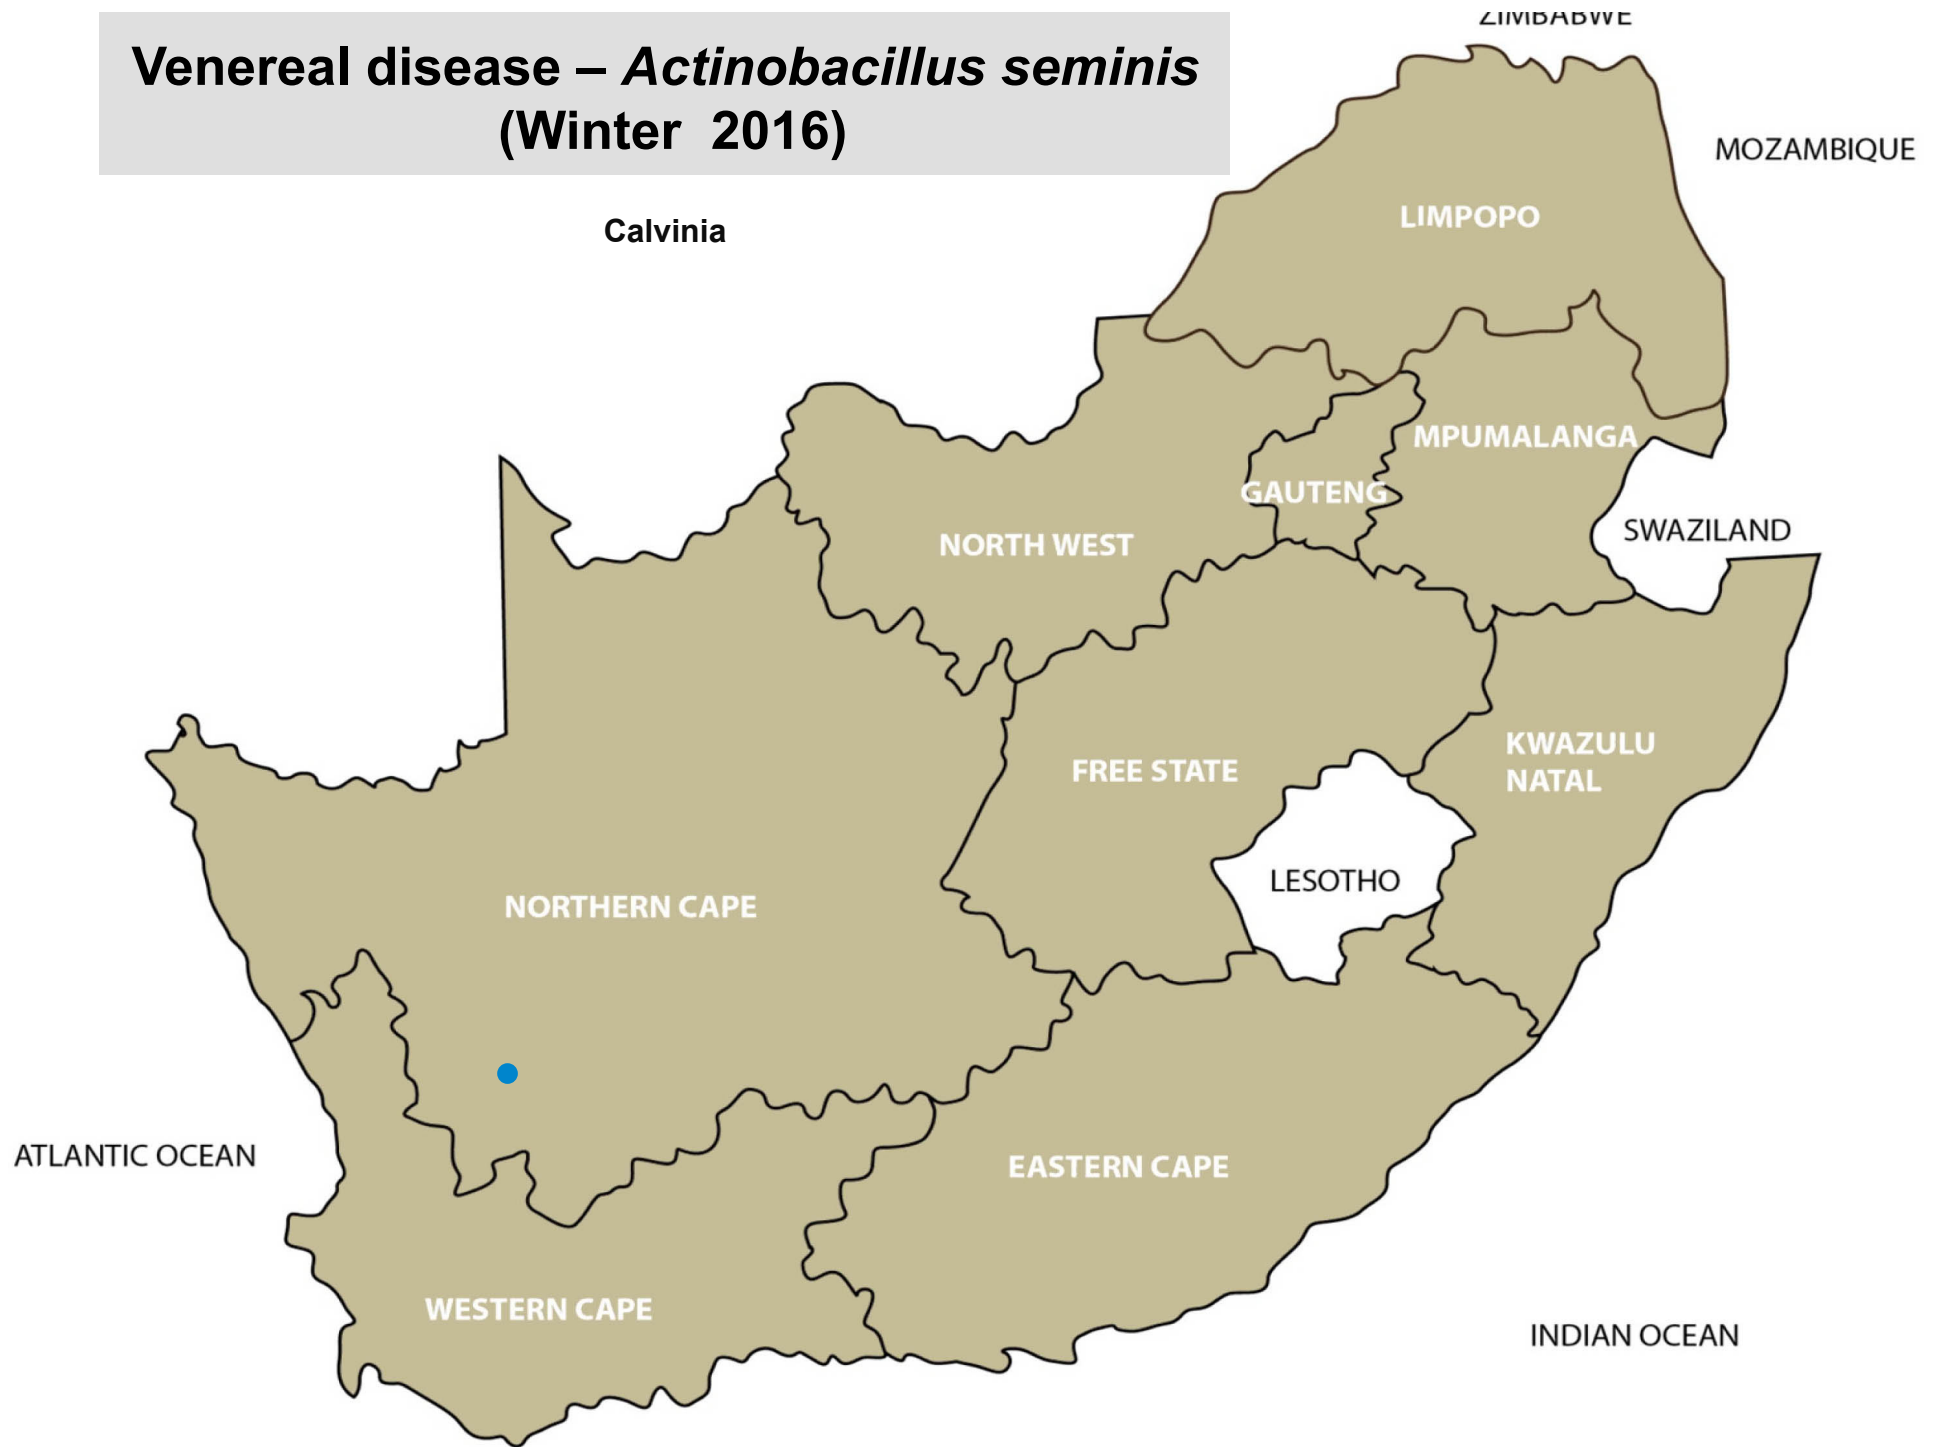 Venereal disease – Actinobacillus seminis
(Winter  2016)
ZIMBABWE
MOZAMBIQUE
LIMPOPO
Calvinia
MPUMALANGA
GAUTENG
SWAZILAND
NORTH WEST
KWAZULU
NATAL
FREE STATE
LESOTHO
NORTHERN CAPE
ATLANTIC OCEAN
EASTERN CAPE
WESTERN CAPE
INDIAN OCEAN